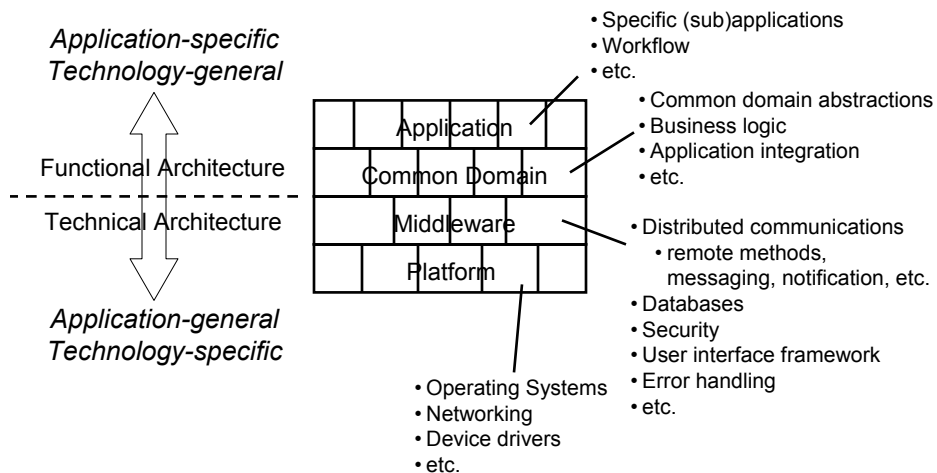 Application-specific
Technology-general
Functional Architecture
Technical Architecture
Application-general
Technology-specific
Application
Common Domain
Middleware
Platform
• Specific (sub)applications
• Workflow
• etc.
• Common domain abstractions
• Business logic
• Application integration
• etc.
• Distributed communications
• remote methods,
messaging, notification, etc.
• Databases
• Security
• User interface framework
• Error handling
• etc.
• Operating Systems
• Networking
• Device drivers
• etc.